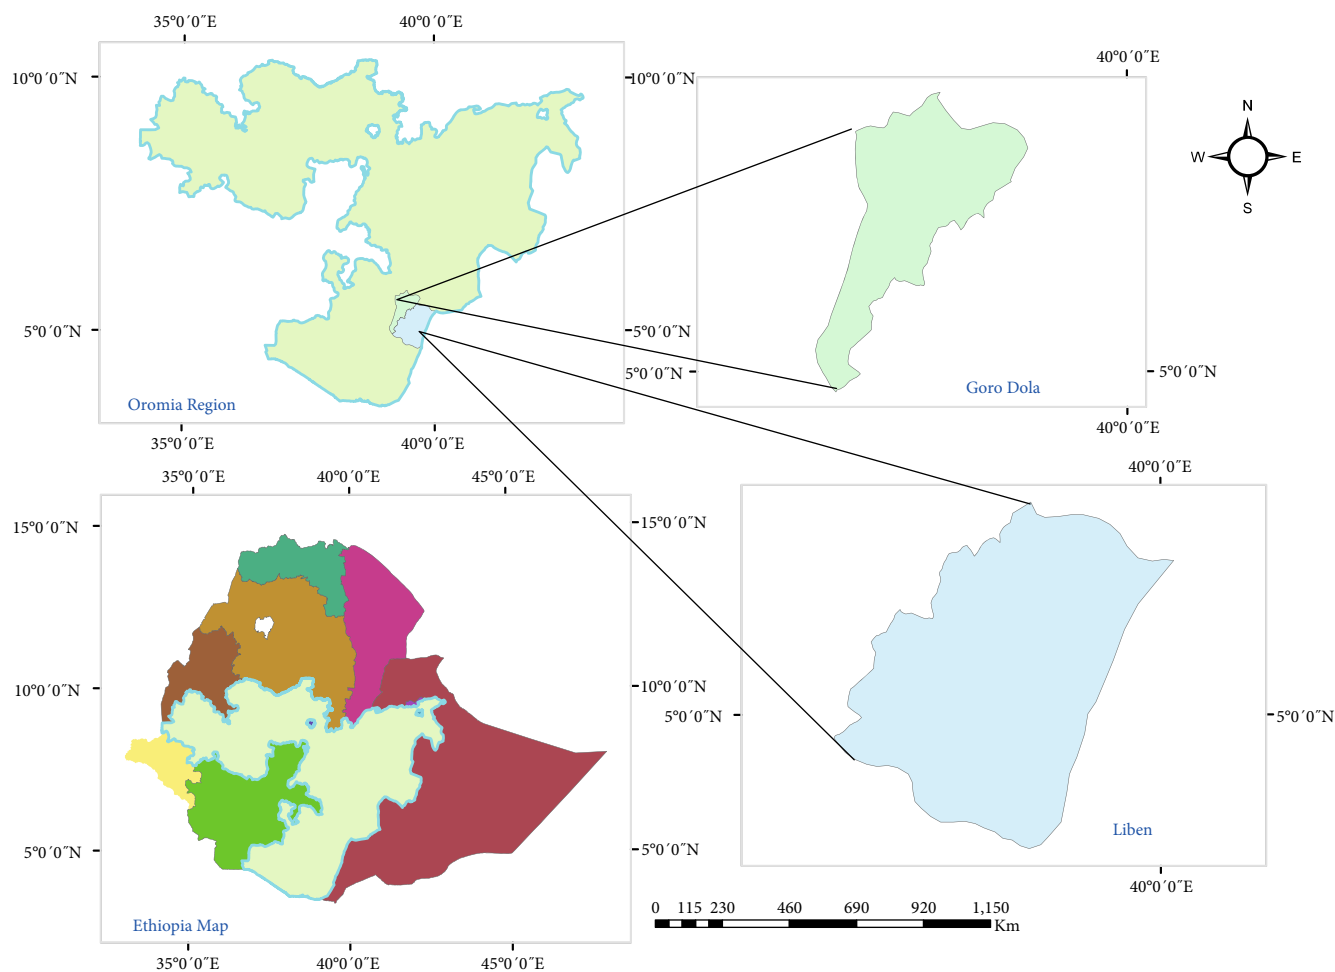 35°0′0″E 40°0′0″E
10°0′0″N
10°0′0″N
5°0′0″N
5°0′0″N
Oromia Region
35°0′0″E 40°0′0″E
40°0′0″E
5°0′0″N
5°0′0″N
Goro Dola
40°0′0″E
N
W E
S
35°0′0″E 40°0′0″E 45°0′0″E
15°0′0″N
15°0′0″N
10°0′0″N
10°0′0″N
5°0′0″N
5°0′0″N
Ethiopia Map
35°0′0″E 40°0′0″E 45°0′0″E
40°0′0″E
5°0′0″N
5°0′0″N
Liben
40°0′0″E
0 115 230 460 690 920 1,150
Km